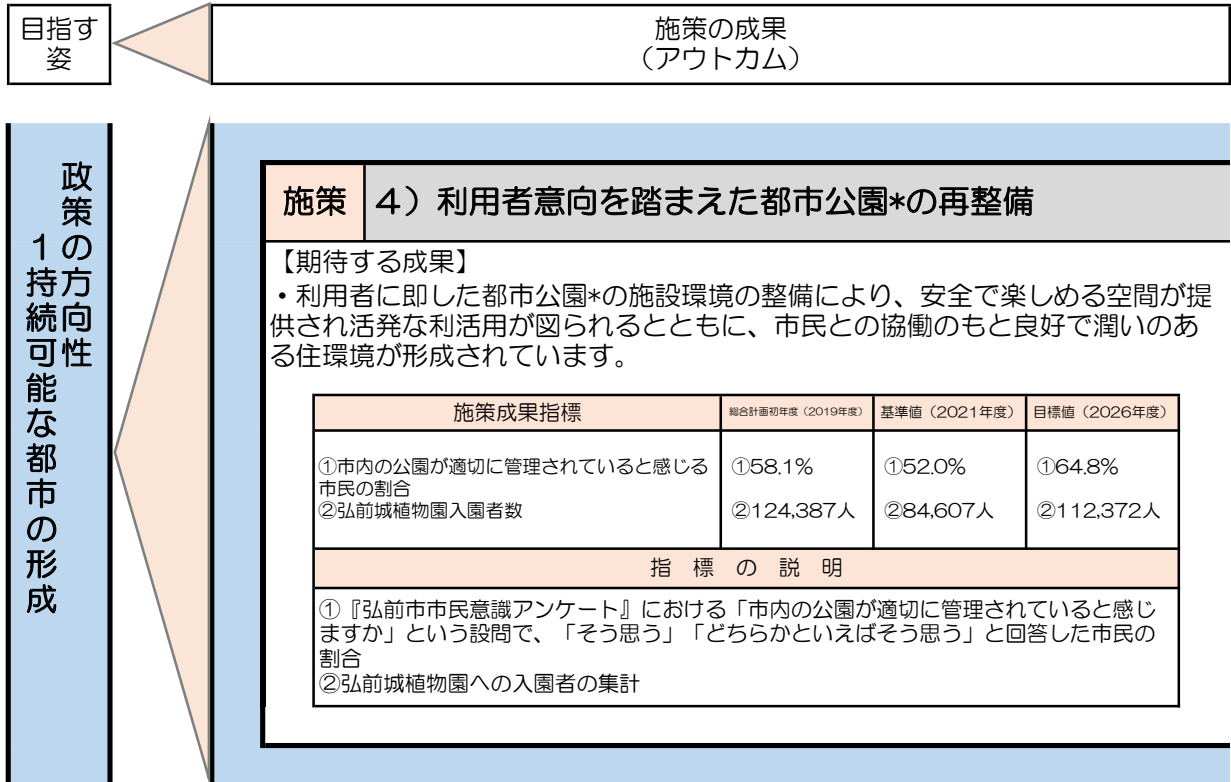 目指す
姿
施策の成果
（アウトカム）
政策の方向性
１持続可能な都市の形成
施策
４）利用者意向を踏まえた都市公園*の再整備
【期待する成果】
・利用者に即した都市公園*の施設環境の整備により、安全で楽しめる空間が提
供され活発な利活用が図られるとともに、市民との協働のもと良好で潤いのあ
る住環境が形成されています。
施策成果指標
総合計画初年度（2019年度）
基準値（2021年度）
目標値（2026年度）
①市内の公園が適切に管理されていると感じる
市民の割合
②弘前城植物園入園者数
①58.1%
②124,387人
①52.0%
②84,607人
①64.8%
②112,372人
指　標　の　説　明
①『弘前市市民意識アンケート』における「市内の公園が適切に管理されていると感じ
ますか」という設問で、「そう思う」「どちらかといえばそう思う」と回答した市民の
割合
②弘前城植物園への入園者の集計